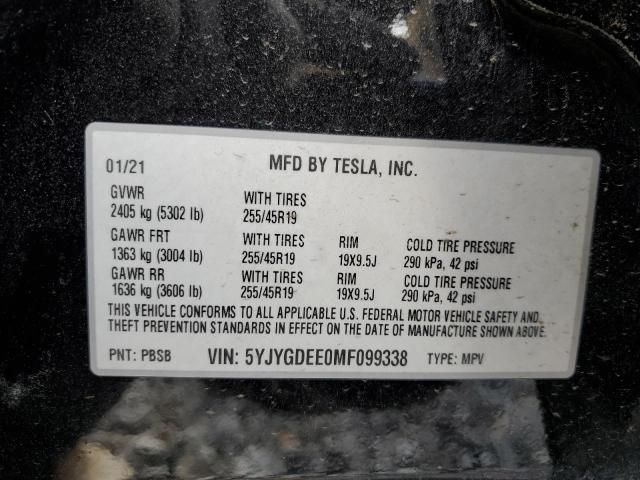 01/21 MFD BY TESLA, INC.
GVWR WITH TIRES
2405 kg (5302 lb) 255/45R19
GAWR FRT WITH TIRES RIM COLD TIRE PRESSURE
1363 kg (3004 lb) 255/45R19 19X9.5J 290 kPa, 42 psi
GAWR RR WITH TIRES RIM COLD TIRE PRESSURE
1636 kg (3606 lb) 255/45R19 19X9.5J 290 kPa, 42 psi
THIS VEHICLE CONFORMS TO ALL APPLICABLE U.S. FEDERAL MOTOR VEHICLE SAFETY AND
THEFT PREVENTION STANDARDS IN EFFECT ON THE DATE OF MANUFACTURE SHOWN ABOVE.
PNT: PBSB VIN: 5YJYGDEE0MF099338 TYPE: MPV